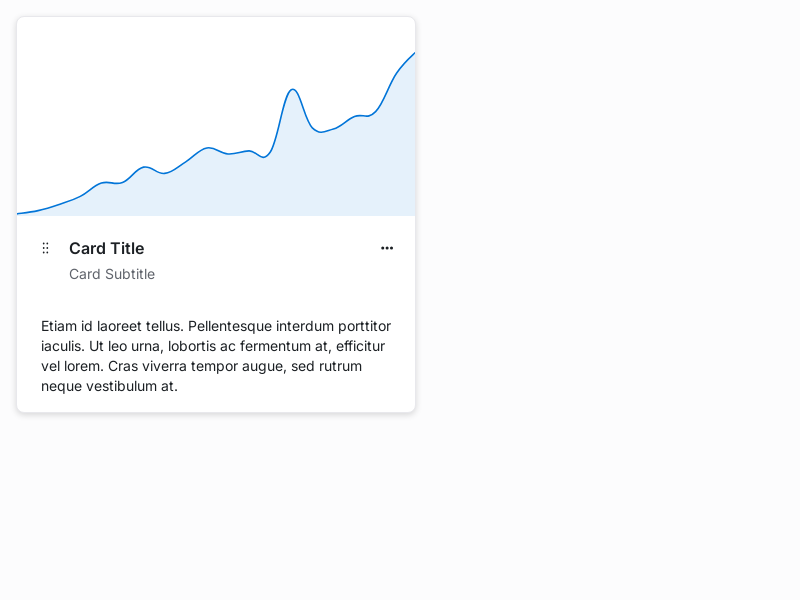 Card Title
Card Subtitle
Etiam id laoreet tellus. Pellentesque interdum porttitor
iaculis. Ut leo urna, lobortis ac fermentum at, efficitur
vel lorem. Cras viverra tempor augue, sed rutrum
neque vestibulum at.